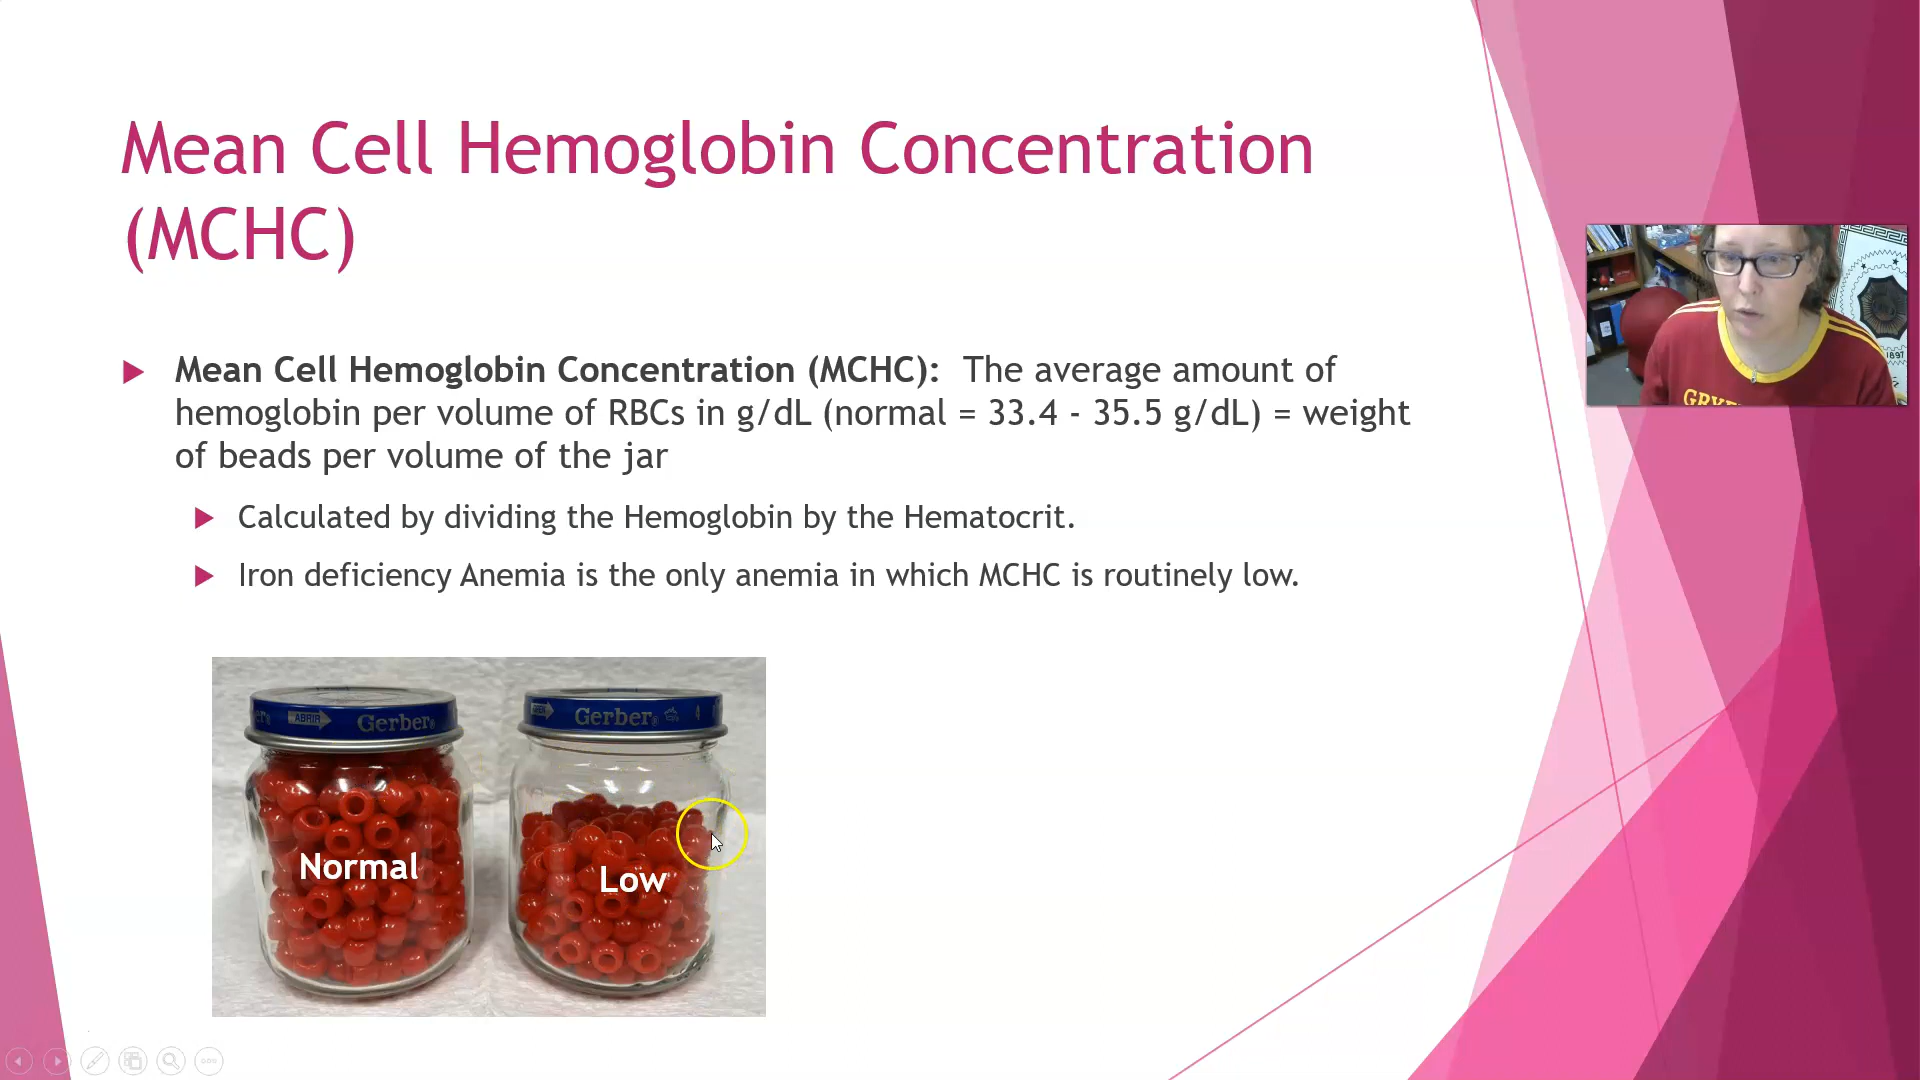 Mean Cell Hemoglobin Concentration
(MCHC)
Mean Cell Hemoglobin Concentration (MCHC): The average amount of
hemoglobin per volume of RBCs in g/dL (normal = 33.4 - 35.5 g/dL) = weight
of beads per volume of the jar
Calculated by dividing the Hemoglobin by the Hematocrit.
Iron deficiency Anemia is the only anemia in which MCHC is routinely low.
ABRIR Gerber
Gerber
Normal
Low
1897